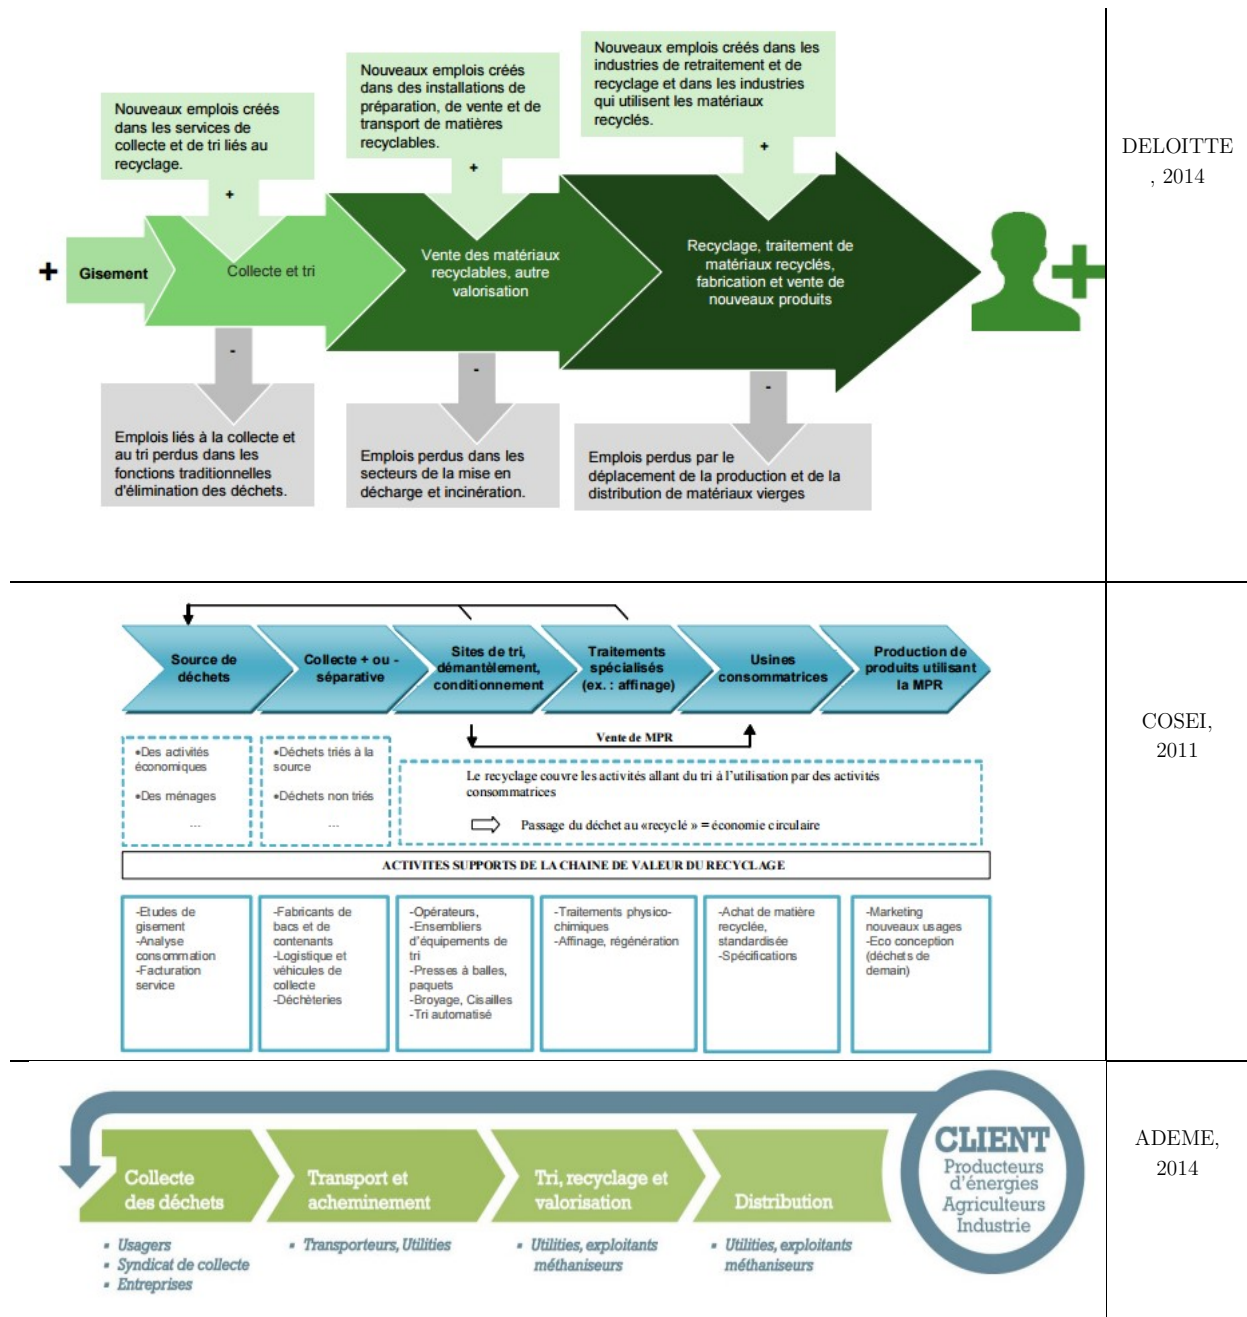 Nouveaux emplois créés
dans les services de
collecte et de tri liés au
recyclage.
Nouveaux emplois créés
dans des installations de
préparation, de vente et de
transport de matières
recyclables.
Nouveaux emplois créés dans les
industries de retraitement et de
recyclage et dans les industries
qui utilisent les matériaux
recyclés.
+
+
+
+
Gisement
Collecte et tri
Vente des matériaux
recyclables, autre
valorisation
Recyclage, traitement de
matériaux recyclés,
fabrication et vente de
nouveaux produits
-
-
-
Emplois liés à la collecte et
au tri perdus dans les
fonctions traditionnelles
d'élimination des déchets.
Emplois perdus dans les
secteurs de la mise en
décharge et incinération.
Emplois perdus par le
déplacement de la production et de la
distribution de matériaux vierges
DELOITTE
, 2014
Source de
déchets
Collecte + ou -
séparative
Sites de tri,
démantèlement,
conditionnement
Traitements
spécialisés
(ex. : affinage)
Usines
consommatrices
Production de
produits utilisant
la MPR
Vente de MPR
•Des activités
économiques
•Des ménages
...
•Déchets triés à la
source
•Déchets non triés
...
Le recyclage couvre les activités allant du tri à l'utilisation par des activités
consommatrices
Passage du déchet au «recyclé » = économie circulaire
ACTIVITES SUPPORTS DE LA CHAINE DE VALEUR DU RECYCLAGE
-Etudes de
gisement
-Analyse
consommation
-Facturation
service
-Fabricants de
bacs et de
contenants
-Logistique et
véhicules de
collecte
-Déchèteries
-Opérateurs,
-Ensembliers
d'équipements de
tri
-Presses à balles,
paquets
-Broyage, Cisailles
-Tri automatisé
-Traitements physico-
chimiques
-Affinage, régénération
-Achat de matière
recyclée,
standardisée
-Spécifications
-Marketing
nouveaux usages
-Eco conception
(déchets de
demain)
COSEI,
2011
Collecte
des déchets
Transport et
acheminement
Tri, recyclage et
valorisation
Distribution
CLIENT
Producteurs
d'énergies
Agriculteurs
Industrie
▪ Usagers
▪ Syndicat de collecte
▪ Entreprises
▪ Transporteurs, Utilities
▪ Utilities, exploitants
méthaniseurs
▪ Utilities, exploitants
méthaniseurs
ADEME,
2014